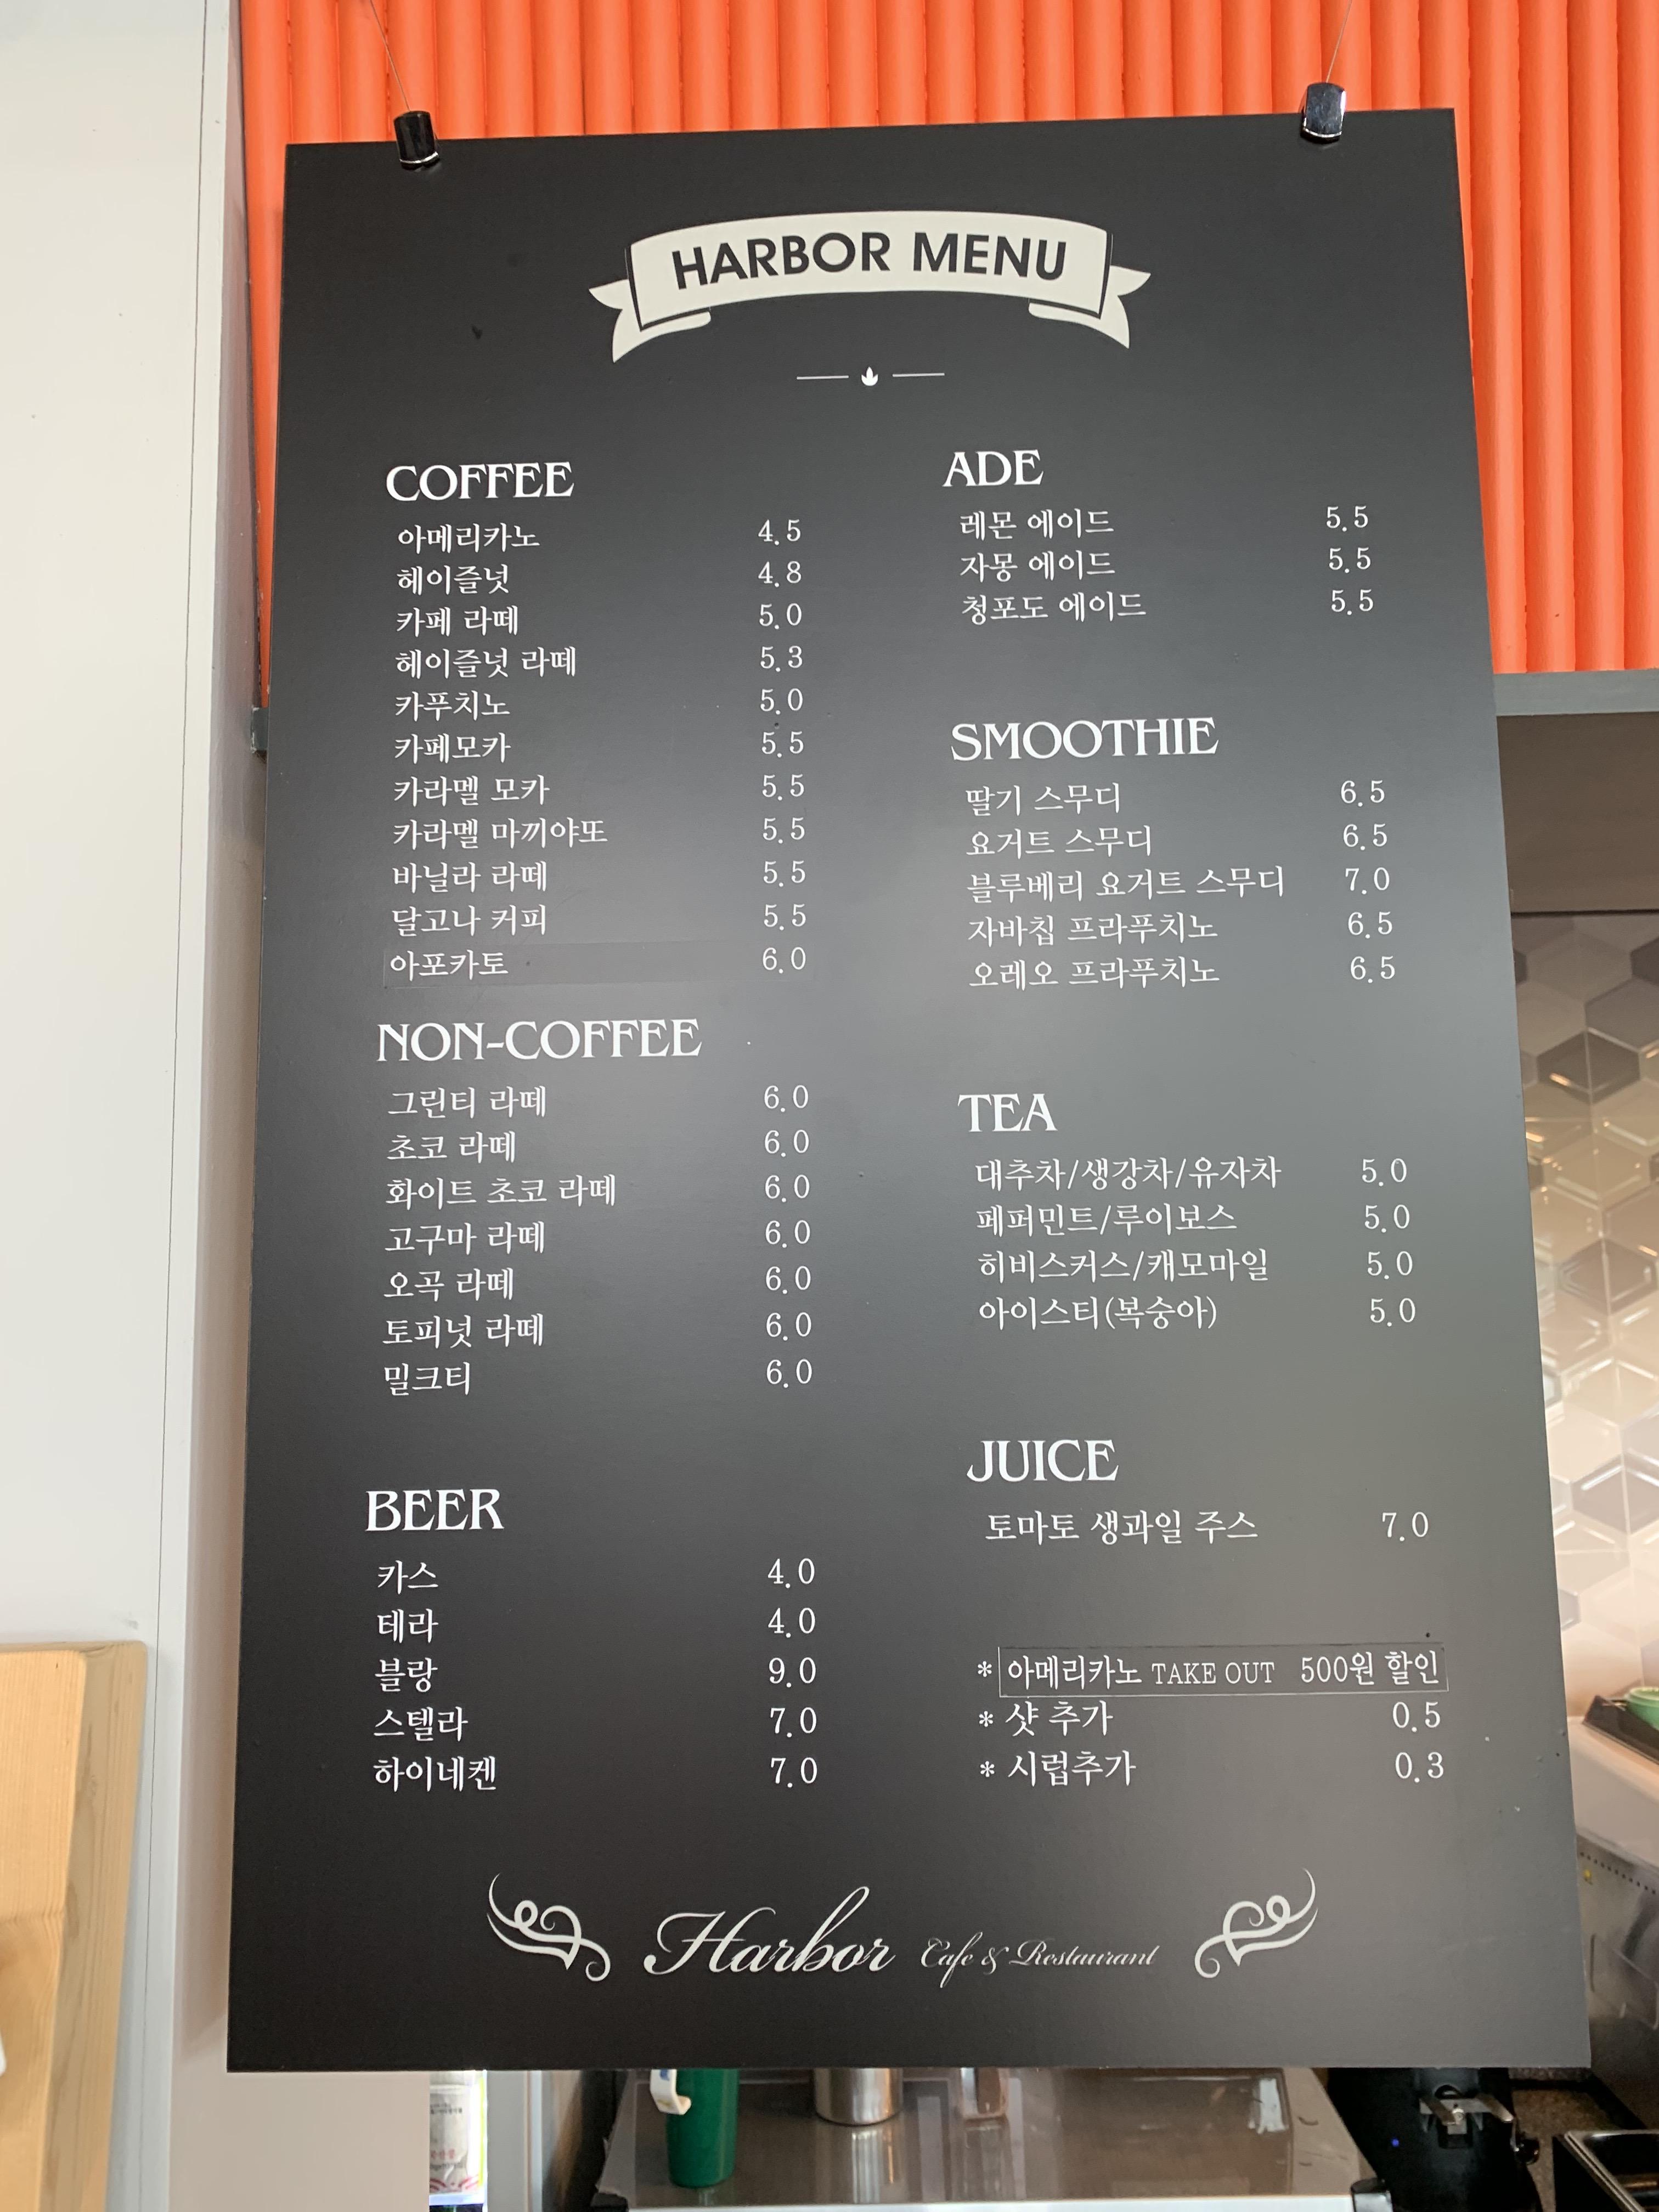 HARBOR MENU
COFFEE
아메리카노 4.5
헤이즐넛 4.8
카페 라떼 5.0
헤이즐넛 라떼 5.3
카푸치노 5.0
카페모카 5.5
카라멜 모카 5.5
카라멜 마끼야또 5.5
바닐라 라떼 5.5
달고나 커피 5.5
아포카토 6.0
NON-COFFEE
그린티 라떼 6.0
초코 라떼 6.0
화이트 초코 라떼 6.0
고구마 라떼 6.0
오곡 라떼 6.0
토피넛 라떼 6.0
밀크티 6.0
BEER
카스 4.0
테라 4.0
블랑 9.0
스텔라 7.0
하이네켄 7.0
ADE
레몬 에이드 5.5
자몽 에이드 5.5
청포도 에이드 5.5
SMOOTHIE
딸기 스무디 6.5
요거트 스무디 6.5
블루베리 요거트 스무디 7.0
자바칩 프라푸치노 6.5
오레오 프라푸치노 6.5
TEA
대추차/생강차/유자차 5.0
페퍼민트/루이보스 5.0
히비스커스/캐모마일 5.0
아이스티(복숭아) 5.0
JUICE
토마토 생과일 주스 7.0
* 아메리카노 TAKE OUT 500원 할인
* 샷 추가 0.5
* 시럽추가 0.3
Harbor Cafe & Restaurant